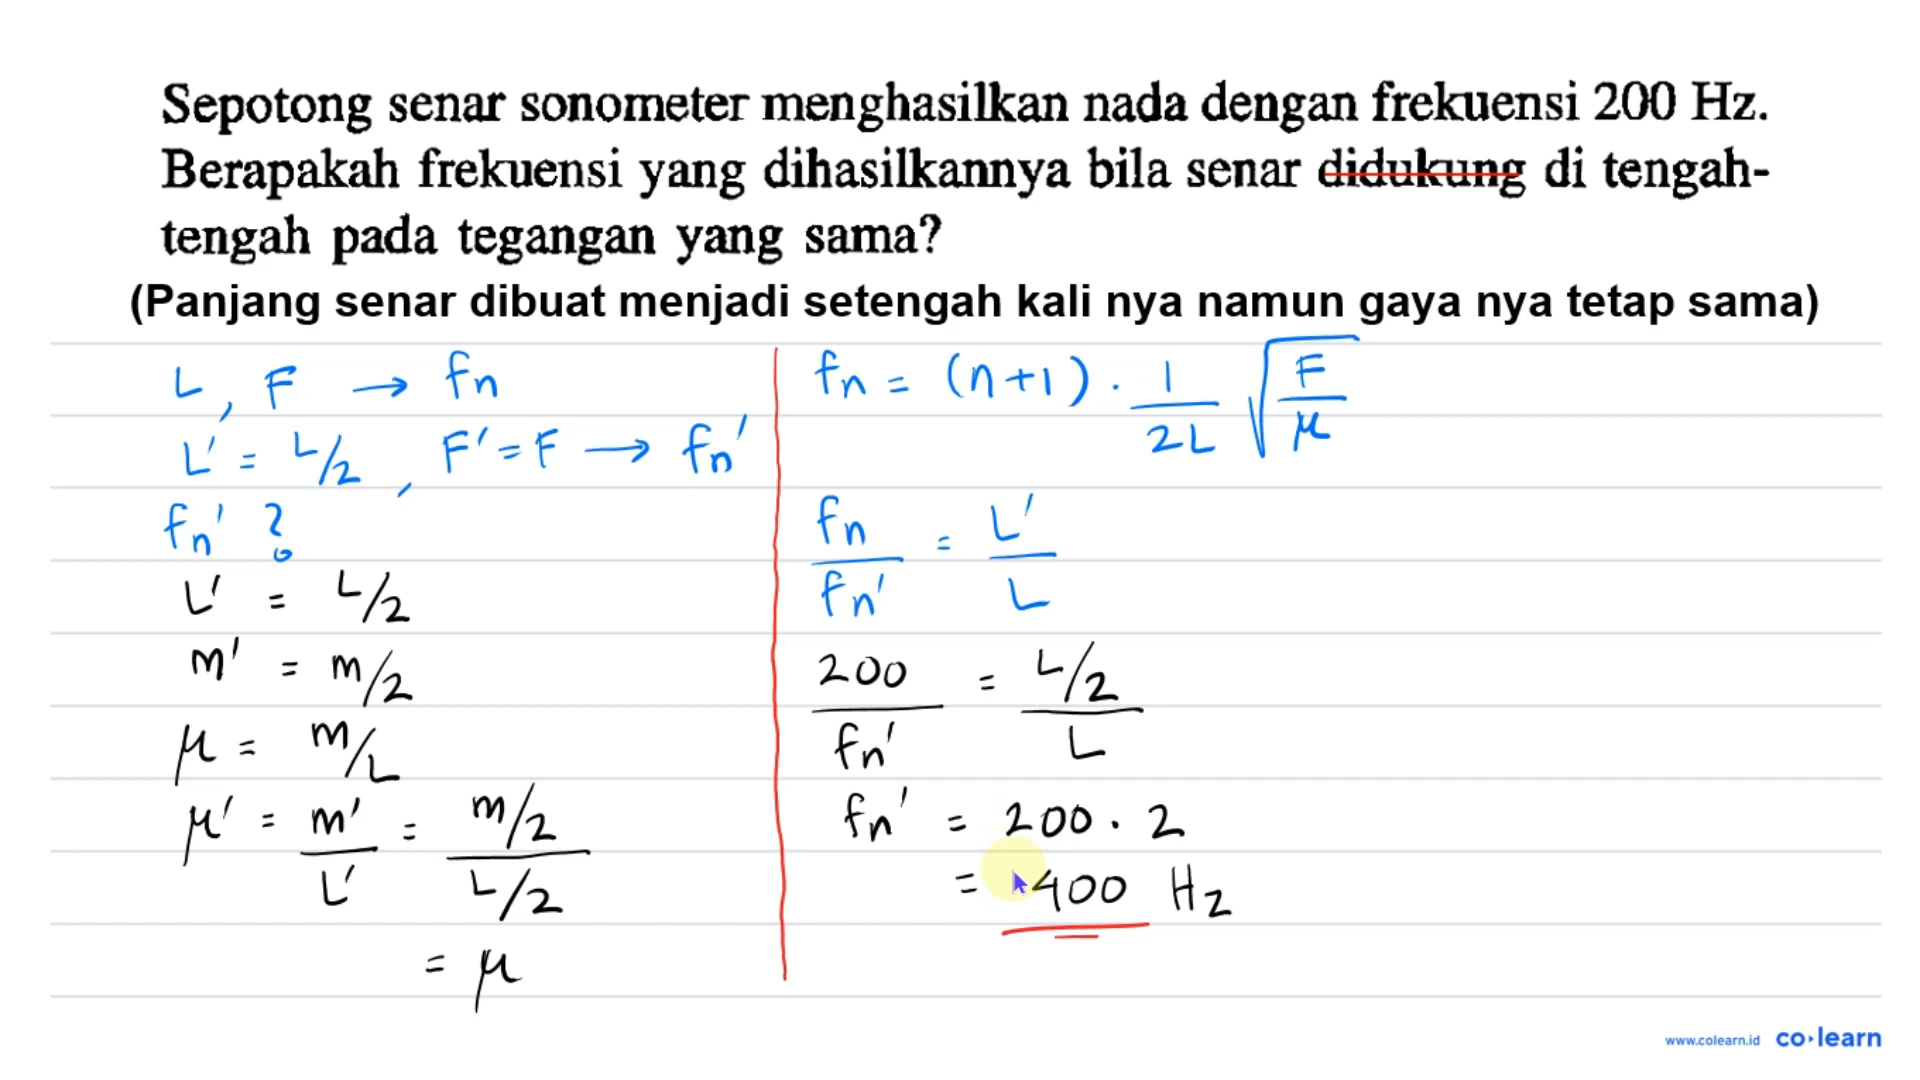 Sepotong senar sonometer menghasilkan nada dengan frekuensi 200 Hz.
Berapakah frekuensi yang dihasilkannya bila senar didukung di tengah-
tengah pada tegangan yang sama?
(Panjang senar dibuat menjadi setengah kali nya namun gaya nya tetap sama)
L, F → fn
L' = L/2, F' = F → fn'
fn' ?
L' = L/2
m' = m/2
μ = m/L
μ' = m'/L' = (m/2)/(L/2)
= μ
fn = (n+1) · 1/2L √(F/μ)
fn/fn' = L'/L
200/fn' = (L/2)/L
fn' = 200 · 2
= 400 Hz
www.colearn.id co·learn